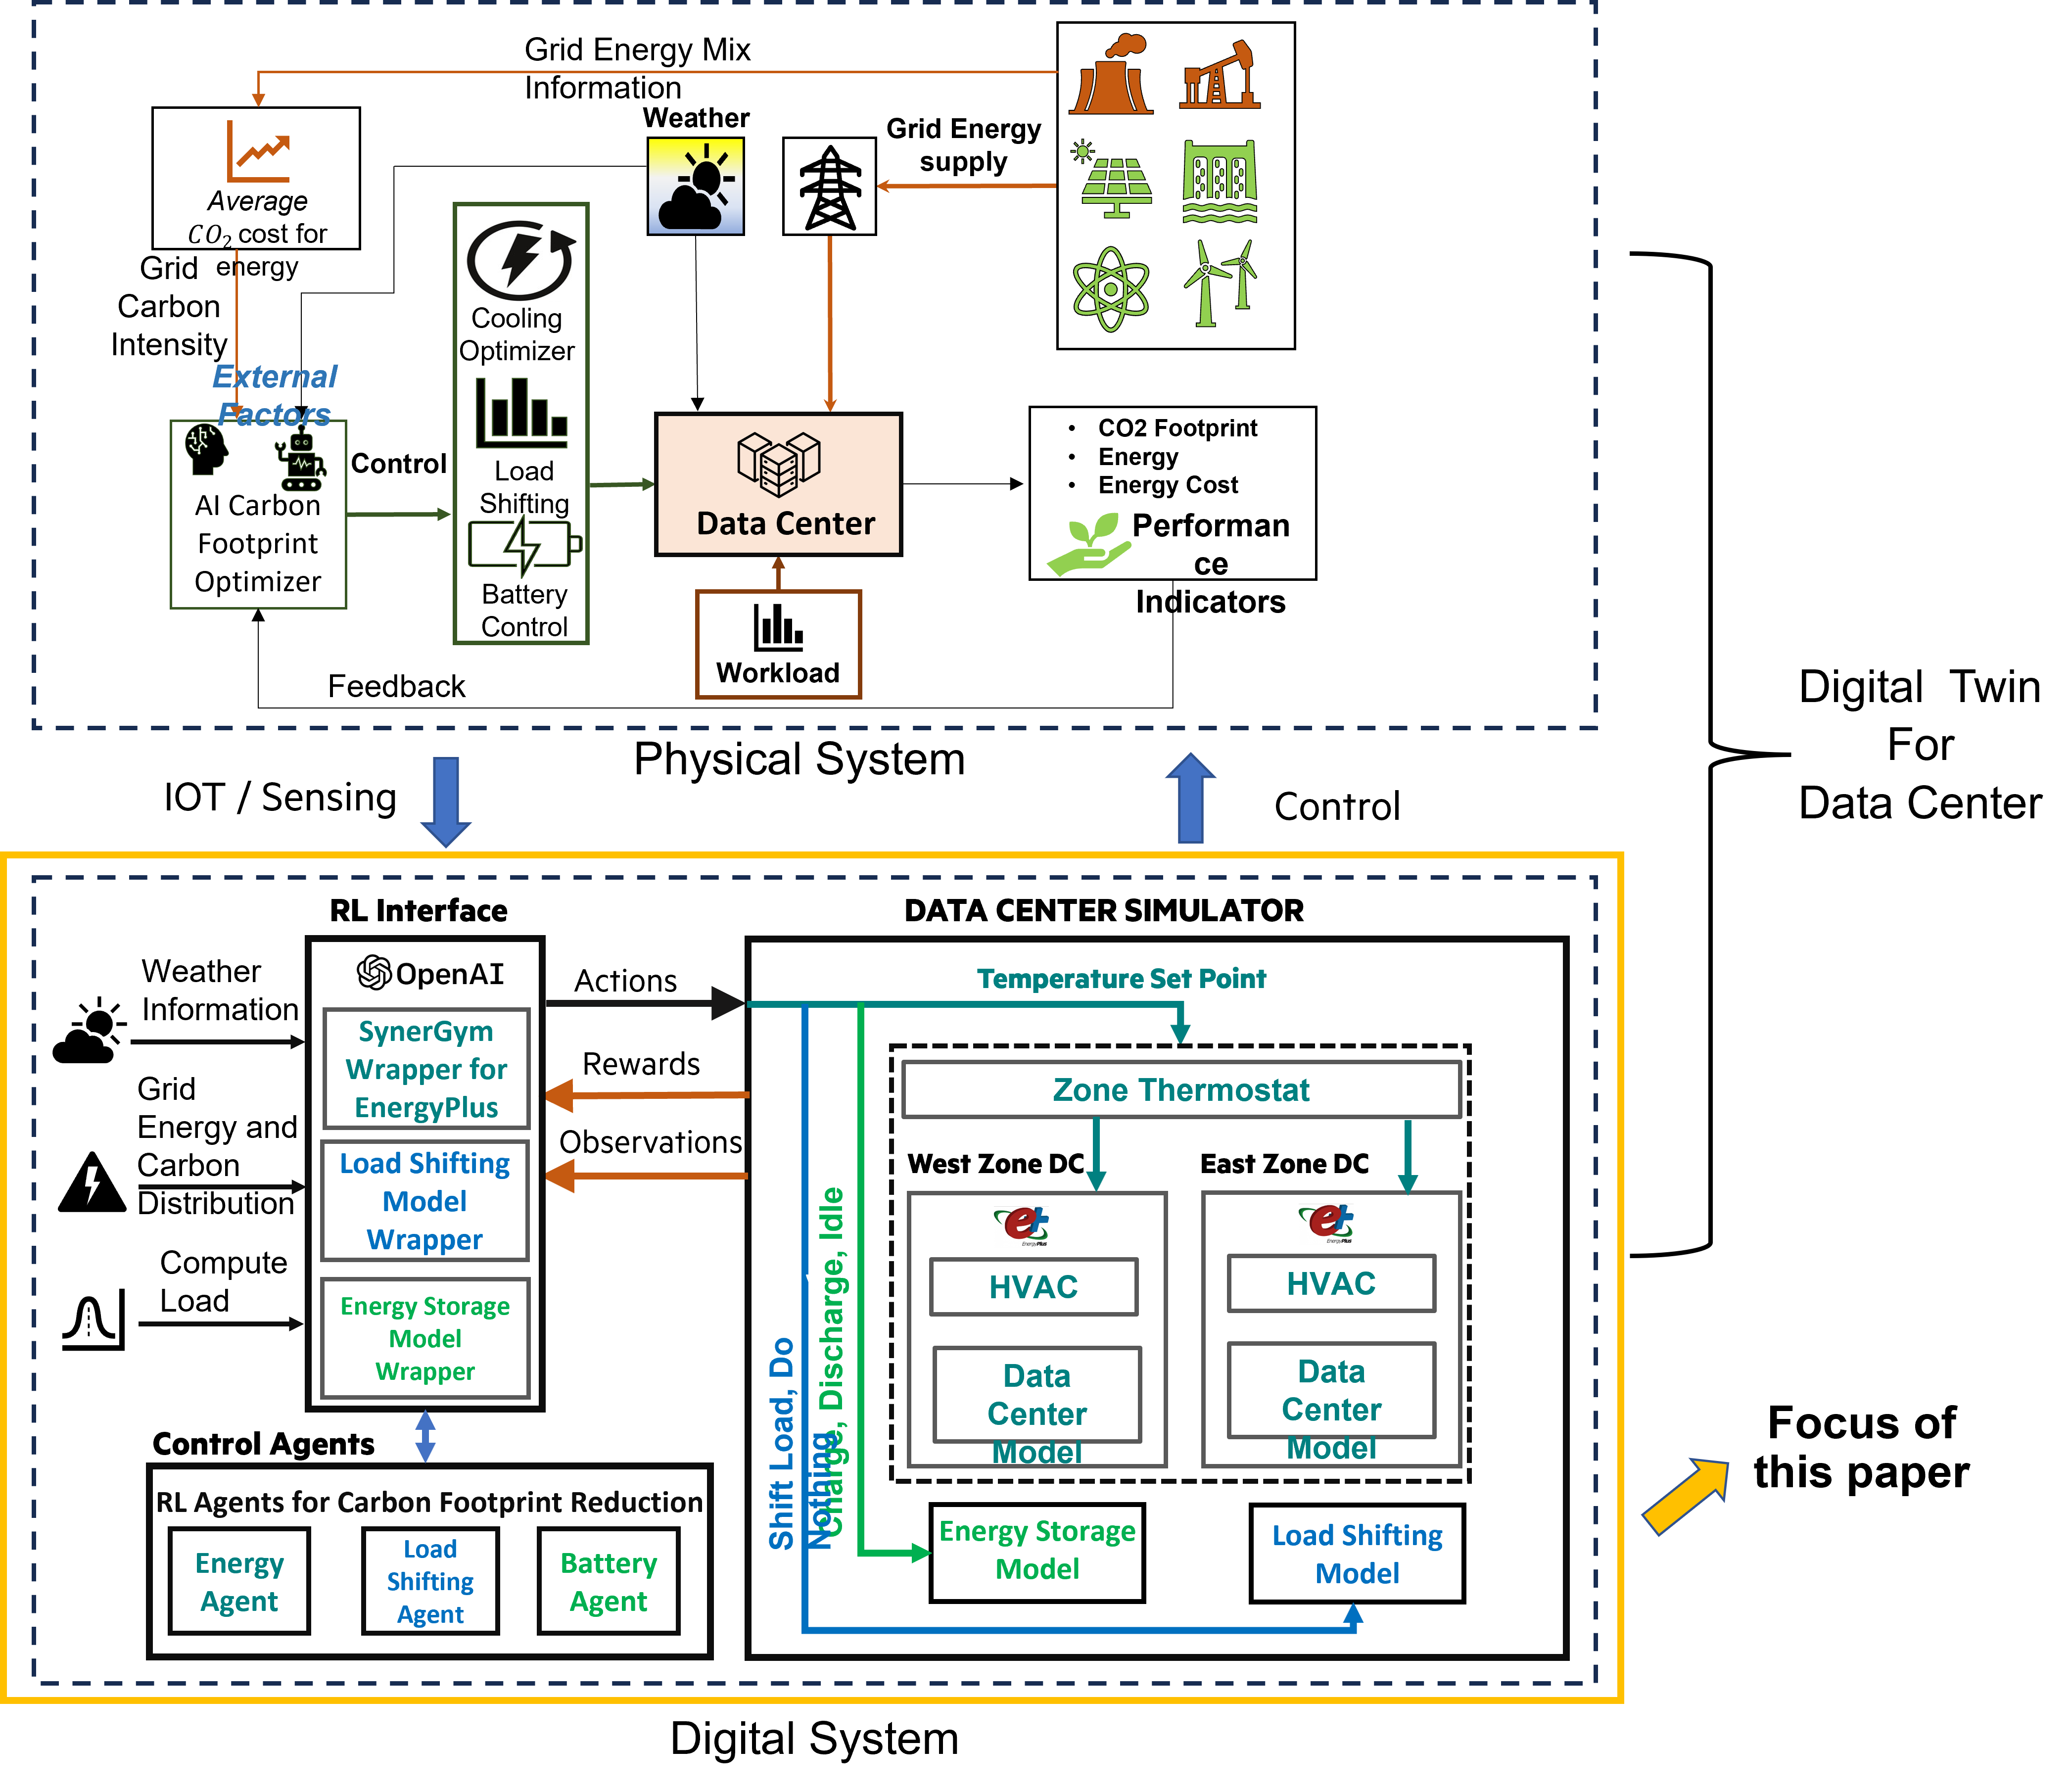 Grid Energy Mix
Information
Weather
Grid Energy
supply
Average
CO2 cost for
energy
Grid
Carbon
Intensity
External
Factors
AI Carbon
Footprint
Optimizer
Control
Cooling
Optimizer
Load
Shifting
Battery
Control
Data Center
Workload
• CO2 Footprint
• Energy
• Energy Cost
Performan
ce
Indicators
Feedback
Physical System
IOT / Sensing
Control
Digital Twin
For
Data Center
RL Interface
OpenAI
SynerGym
Wrapper for
EnergyPlus
Load Shifting
Model
Wrapper
Energy Storage
Model
Wrapper
Weather
Information
Grid
Energy and
Carbon
Distribution
Compute
Load
Actions
Rewards
Observations
Control Agents
RL Agents for Carbon Footprint Reduction
Energy
Agent
Load
Shifting
Agent
Battery
Agent
DATA CENTER SIMULATOR
Temperature Set Point
Zone Thermostat
West Zone DC
East Zone DC
e+
EnergyPlus
HVAC
Data
Center
Model
e+
EnergyPlus
HVAC
Data
Center
Model
Shift Load, Do
Nothing
Charge, Discharge, Idle
Energy Storage
Model
Load Shifting
Model
Focus of
this paper
Digital System